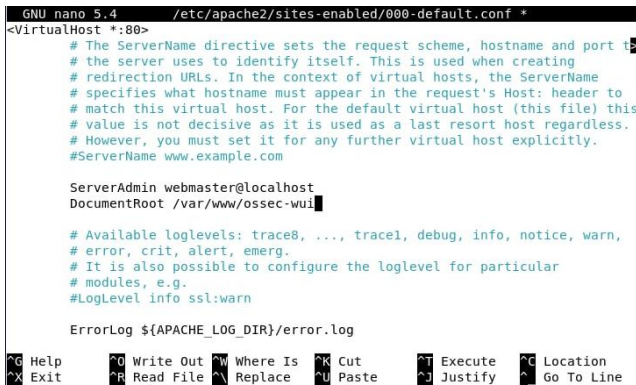 GNU nano 5.4 /etc/apache2/sites-enabled/000-default.conf *
<VirtualHost *:80>
# The ServerName directive sets the request scheme, hostname and port t>
# the server uses to identify itself. This is used when creating
# redirection URLs. In the context of virtual hosts, the ServerName
# specifies what hostname must appear in the request's Host: header to
# match this virtual host. For the default virtual host (this file) this
# value is not decisive as it is used as a last resort host regardless.
# However, you must set it for any further virtual host explicitly.
#ServerName www.example.com
ServerAdmin webmaster@localhost
DocumentRoot /var/www/ossec-wui
# Available loglevels: trace8, ..., trace1, debug, info, notice, warn,
# error, crit, alert, emerg.
# It is also possible to configure the loglevel for particular
# modules, e.g.
#LogLevel info ssl:warn
ErrorLog ${APACHE_LOG_DIR}/error.log
^G Help ^O Write Out ^W Where Is ^K Cut ^T Execute ^C Location
^X Exit ^R Read File ^\ Replace ^U Paste ^J Justify ^_ Go To Line